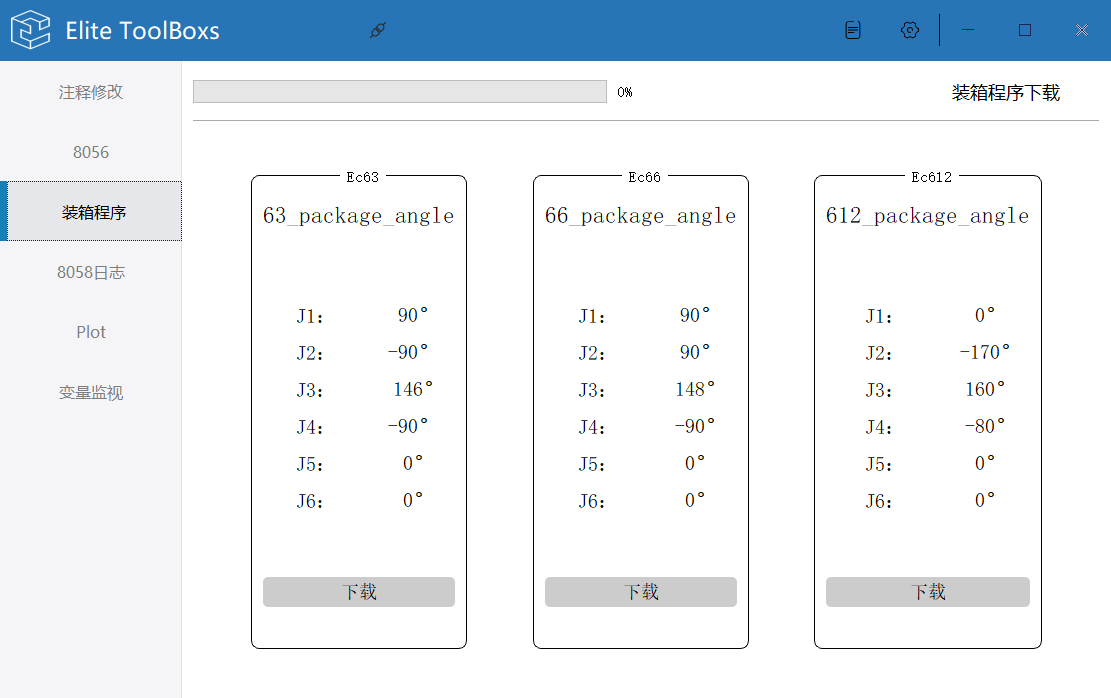 Elite ToolBoxs
注释修改
8056
装箱程序
8058日志
Plot
变量监视
0%
装箱程序下载
Ec63
63_package_angle
J1: 90°
J2: -90°
J3: 146°
J4: -90°
J5: 0°
J6: 0°
下载
Ec66
66_package_angle
J1: 90°
J2: 90°
J3: 148°
J4: -90°
J5: 0°
J6: 0°
下载
Ec612
612_package_angle
J1: 0°
J2: -170°
J3: 160°
J4: -80°
J5: 0°
J6: 0°
下载